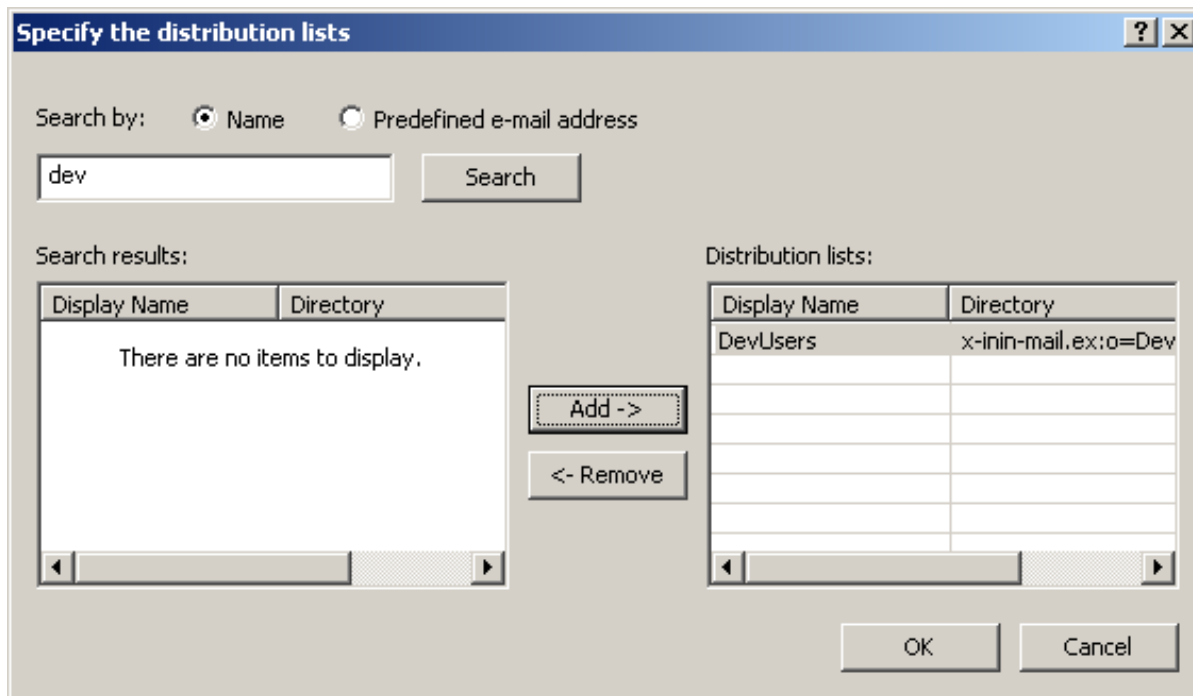 Specify the distribution lists
Search by: Name Predefined e-mail address
dev Search
Search results: Distribution lists:
Display Name Directory Display Name Directory
There are no items to display. DevUsers x-inin-mail.ex:o=Dev
Add ->
<- Remove
OK Cancel